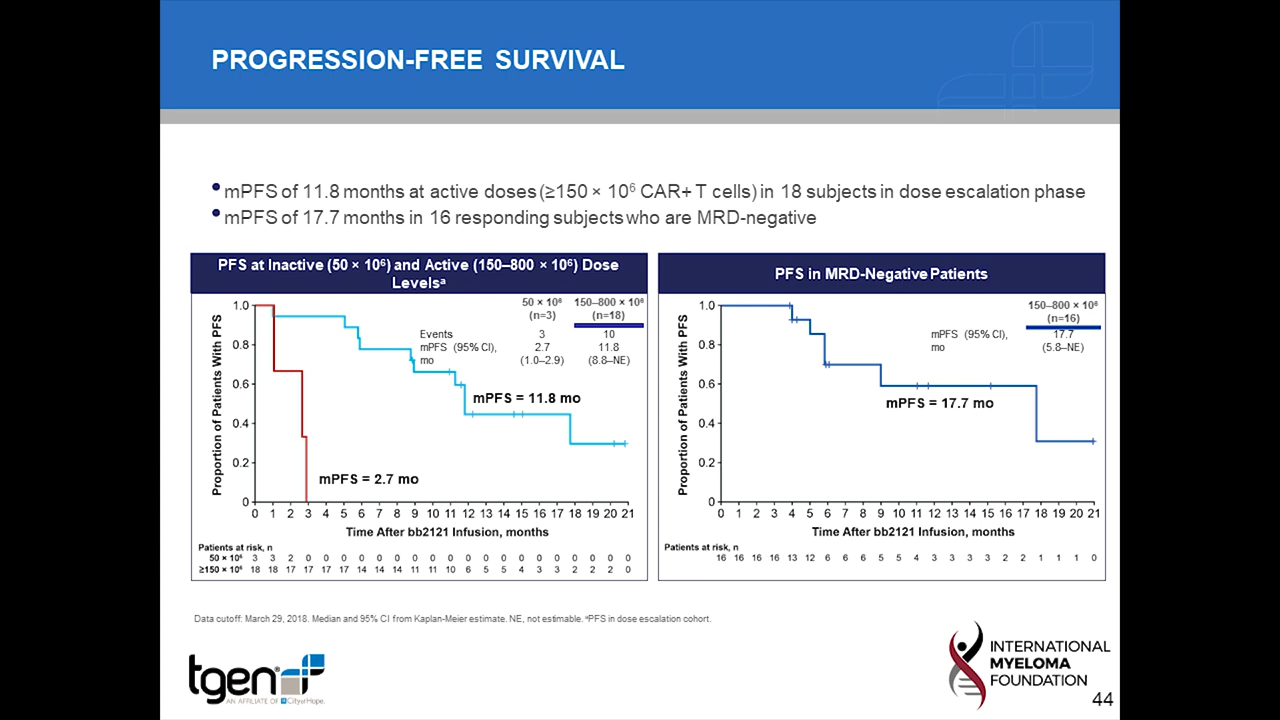 PROGRESSION-FREE SURVIVAL
• mPFS of 11.8 months at active doses (≥150 × 10⁶ CAR+ T cells) in 18 subjects in dose escalation phase
• mPFS of 17.7 months in 16 responding subjects who are MRD-negative
PFS at Inactive (50 × 10⁶) and Active (150–800 × 10⁶) Dose
Levelsᵃ
50 × 10⁶ 150–800 × 10⁶
(n=3) (n=18)
Events 3 10
mPFS (95% CI), 2.7 11.8
mo (1.0–2.9) (8.8–NE)
Proportion of Patients With PFS
1.0
0.8
0.6
0.4
0.2
0
mPFS = 11.8 mo
mPFS = 2.7 mo
0 1 2 3 4 5 6 7 8 9 10 11 12 13 14 15 16 17 18 19 20 21
Time After bb2121 Infusion, months
Patients at risk, n
50 × 10⁶ 3 3 2 0 0 0 0 0 0 0 0 0 0 0 0 0 0 0 0 0 0 0
≥150 × 10⁶ 18 18 17 17 17 17 14 14 14 11 11 10 6 5 5 4 3 3 2 2 2 0
PFS in MRD-Negative Patients
150–800 × 10⁶
(n=16)
mPFS (95% CI), 17.7
mo (5.8–NE)
Proportion of Patients With PFS
1.0
0.8
0.6
0.4
0.2
0
mPFS = 17.7 mo
0 1 2 3 4 5 6 7 8 9 10 11 12 13 14 15 16 17 18 19 20 21
Time After bb2121 Infusion, months
Patients at risk, n
16 16 16 16 13 12 6 6 6 5 5 4 3 3 3 3 2 2 1 1 1 0
Data cutoff: March 29, 2018. Median and 95% CI from Kaplan-Meier estimate. NE, not estimable. ᵃPFS in dose escalation cohort.
tgen®
AN AFFILIATE OF City of Hope.
INTERNATIONAL
MYELOMA
FOUNDATION
44